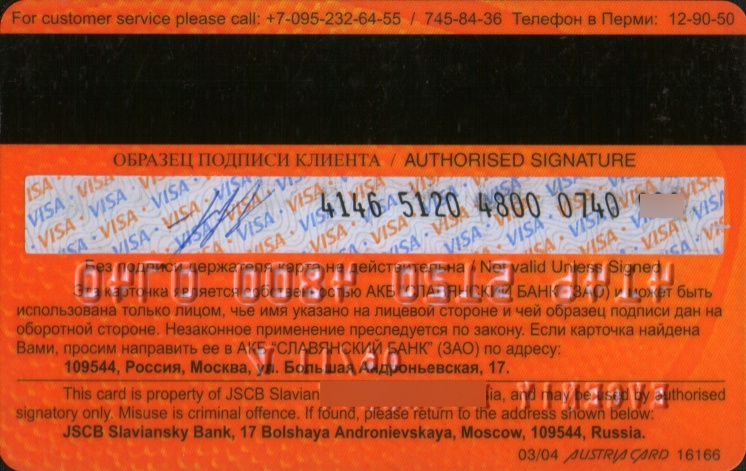 For customer service please call: +7-095-232-64-55 / 745-84-36 Телефон в Перми: 12-90-50
ОБРАЗЕЦ ПОДПИСИ КЛИЕНТА / AUTHORISED SIGNATURE
VISA
4146 5120 4800 0740
Без подписи держателя карта не действительна / Not valid Unless Signed
Эта карточка является собственностью АКБ "СЛАВЯНСКИЙ БАНК" (ЗАО) и может быть
использована только лицом, чье имя указано на лицевой стороне и чей образец подписи дан на
оборотной стороне. Незаконное применение преследуется по закону. Если карточка найдена
Вами, просим направить ее в АКБ "СЛАВЯНСКИЙ БАНК" (ЗАО) по адресу:
109544, Россия, Москва, ул. Большая Андроньевская, 17.
This card is property of JSCB Slavian ia, and may be used by authorised
signatory only. Misuse is criminal offence. If found, please return to the address shown below:
JSCB Slaviansky Bank, 17 Bolshaya Andronievskaya, Moscow, 109544, Russia.
03/04 AUSTRIA CARD 16166